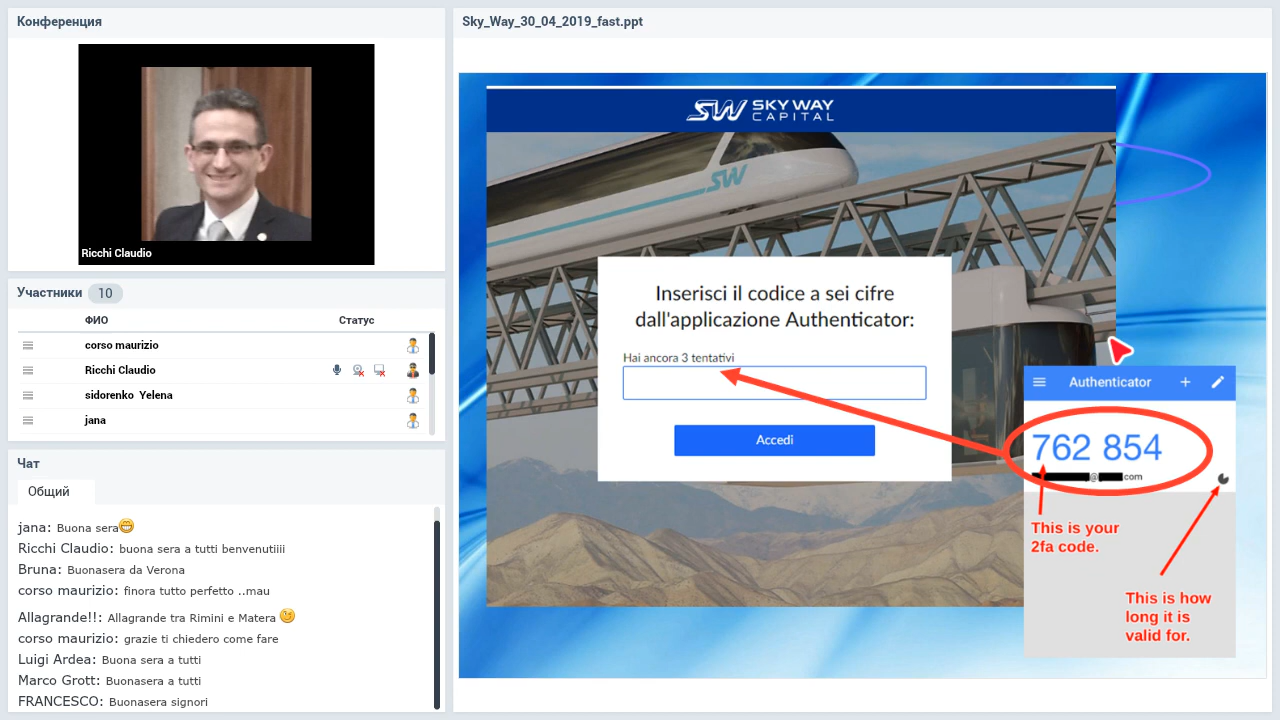 Конференция
Ricchi Claudio
Участники 10
ФИО Статус
corso maurizio
Ricchi Claudio
sidorenko Yelena
jana
Чат
Общий
jana: Buona sera
Ricchi Claudio: buona sera a tutti benvenutiiii
Bruna: Buonasera da Verona
corso maurizio: finora tutto perfetto ..mau
Allagrande!!: Allagrande tra Rimini e Matera
corso maurizio: grazie ti chiedero come fare
Luigi Ardea: Buona sera a tutti
Marco Grott: Buonasera a tutti
FRANCESCO: Buonasera signori
Sky_Way_30_04_2019_fast.ppt
SW SKY WAY
CAPITAL
SW
Inserisci il codice a sei cifre
dall'applicazione Authenticator:
Hai ancora 3 tentativi
Accedi
Authenticator
762 854
@ .com
This is your
2fa code.
This is how
long it is
valid for.